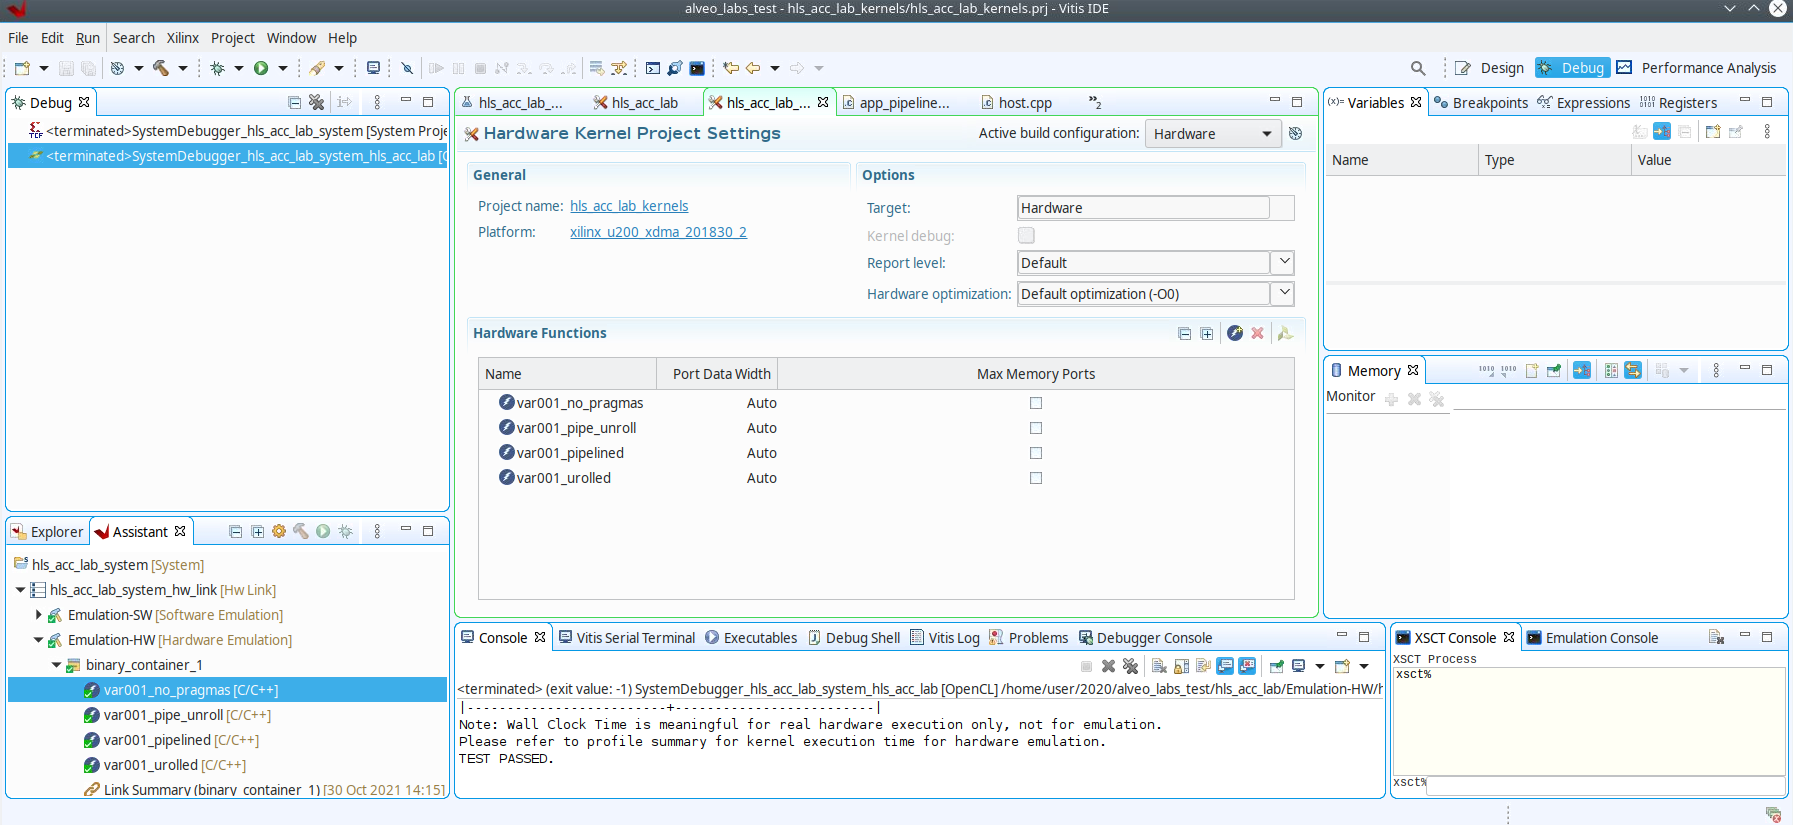 alveo_labs_test - hls_acc_lab_kernels/hls_acc_lab_kernels.prj - Vitis IDE
File Edit Run Search Xilinx Project Window Help
Design Debug Performance Analysis
Debug
<terminated>SystemDebugger_hls_acc_lab_system [System Proje
<terminated>SystemDebugger_hls_acc_lab_system_hls_acc_lab [O
hls_acc_lab_... hls_acc_lab hls_acc_lab_... app_pipeline... host.cpp »2
Hardware Kernel Project Settings
Active build configuration: Hardware
General
Project name: hls_acc_lab_kernels
Platform: xilinx_u200_xdma_201830_2
Options
Target: Hardware
Kernel debug:
Report level: Default
Hardware optimization: Default optimization (-O0)
Hardware Functions
Name Port Data Width Max Memory Ports
var001_no_pragmas Auto
var001_pipe_unroll Auto
var001_pipelined Auto
var001_urolled Auto
(x)= Variables Breakpoints Expressions Registers
Name Type Value
Memory
Monitor
Explorer Assistant
hls_acc_lab_system [System]
hls_acc_lab_system_hw_link [Hw Link]
Emulation-SW [Software Emulation]
Emulation-HW [Hardware Emulation]
binary_container_1
var001_no_pragmas [C/C++]
var001_pipe_unroll [C/C++]
var001_pipelined [C/C++]
var001_urolled [C/C++]
Link Summary (binary_container_1) [30 Oct 2021 14:15]
Console Vitis Serial Terminal Executables Debug Shell Vitis Log Problems Debugger Console
<terminated> (exit value: -1) SystemDebugger_hls_acc_lab_system_hls_acc_lab [OpenCL] /home/user/2020/alveo_labs_test/hls_acc_lab/Emulation-HW/h
|-------------------------+-------------------------|
Note: Wall Clock Time is meaningful for real hardware execution only, not for emulation.
Please refer to profile summary for kernel execution time for hardware emulation.
TEST PASSED.
XSCT Console Emulation Console
XSCT Process
xsct%
xsct%